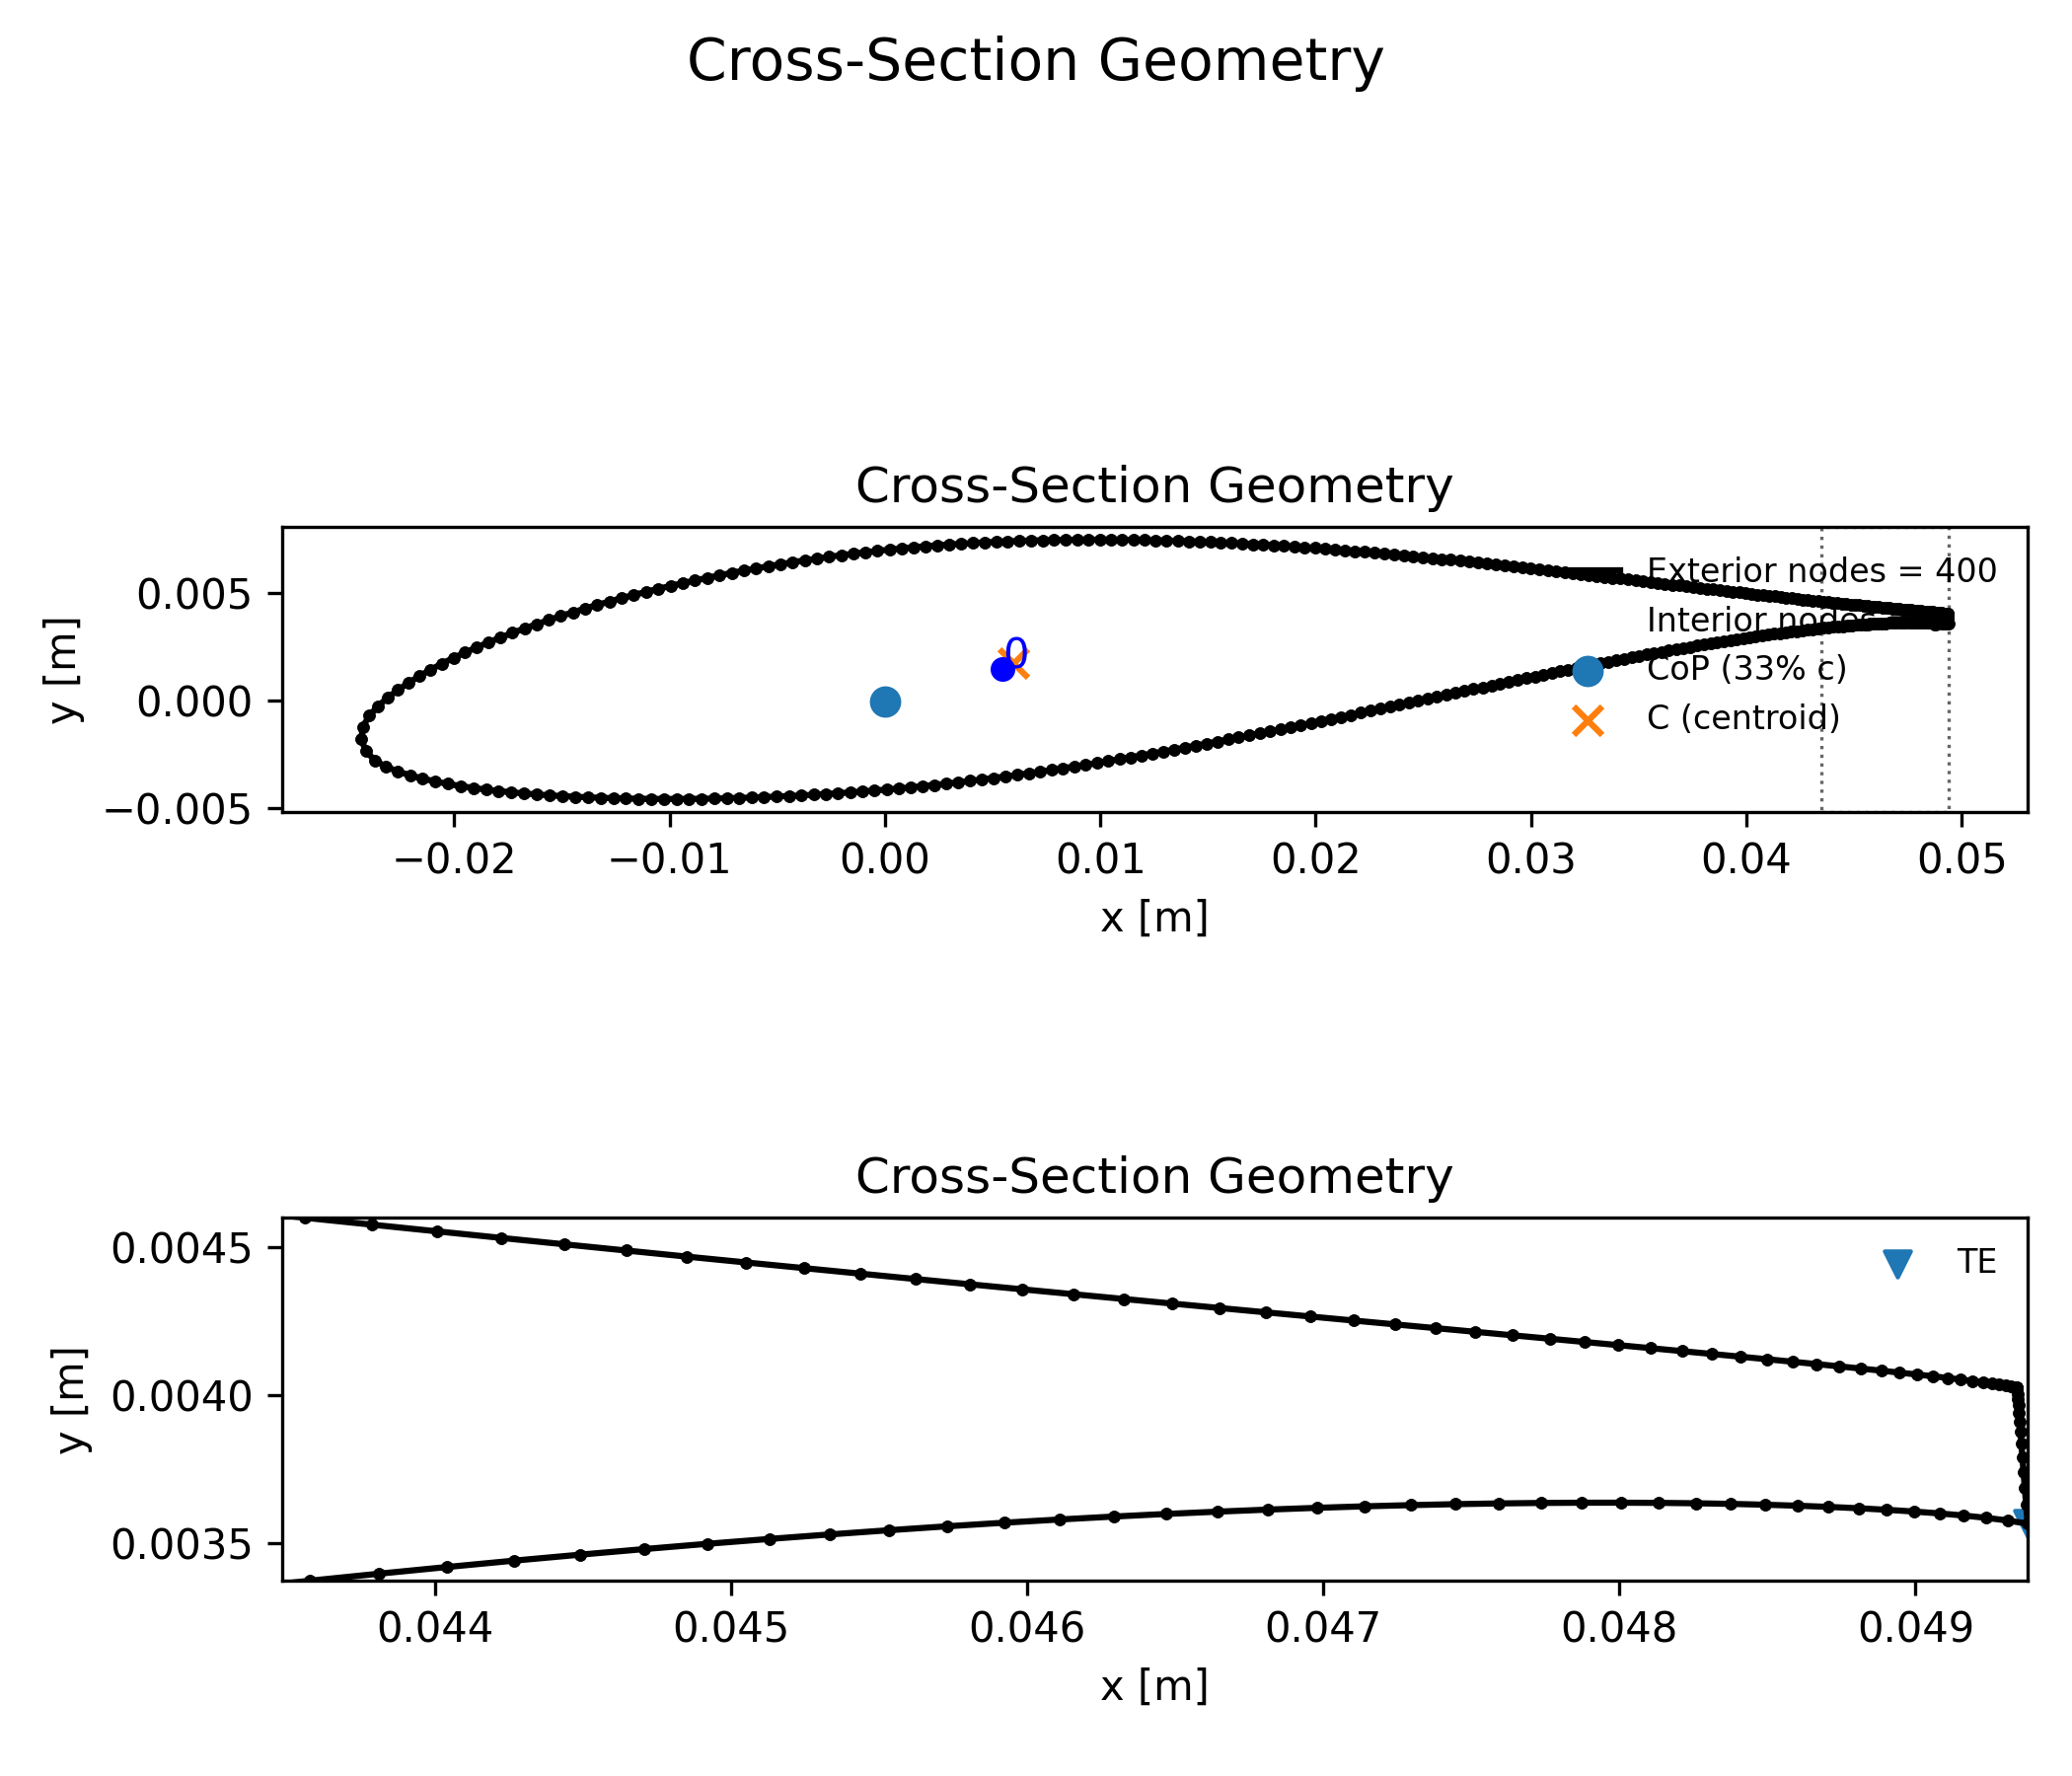 Cross-Section Geometry
Cross-Section Geometry
y [m]
0.005
0.000
−0.005
0
Exterior nodes = 400
Interior nodes
CoP (33% c)
C (centroid)
−0.02 −0.01 0.00 0.01 0.02 0.03 0.04 0.05
x [m]
Cross-Section Geometry
y [m]
0.0045
0.0040
0.0035
TE
0.044 0.045 0.046 0.047 0.048 0.049
x [m]